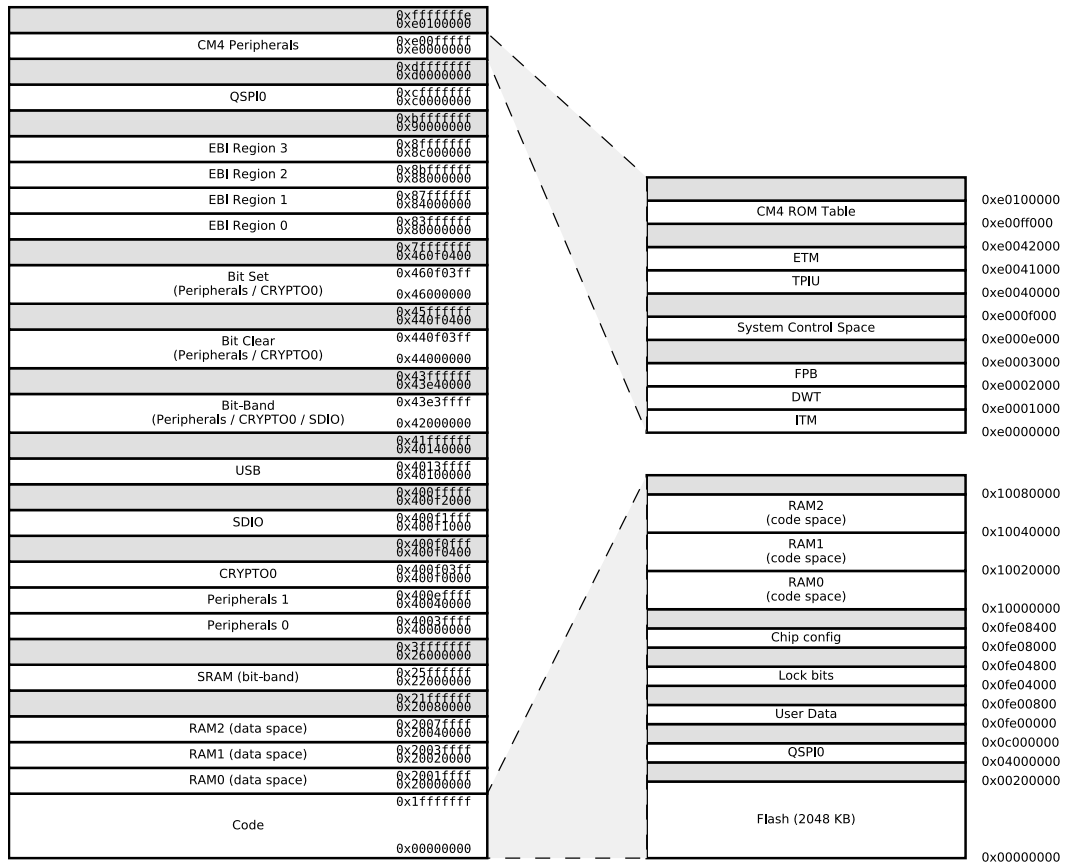 0xfffffffe
0xe0100000
CM4 Peripherals
0xe00fffff
0xe0000000
0xdfffffff
0xd0000000
QSPI0
0xcfffffff
0xc0000000
0xbfffffff
0x90000000
EBI Region 3
0x8fffffff
0x8c000000
EBI Region 2
0x8bffffff
0x88000000
EBI Region 1
0x87ffffff
0x84000000
EBI Region 0
0x83ffffff
0x80000000
0x7fffffff
0x460f0400
Bit Set
(Peripherals / CRYPTO0)
0x460f03ff
0x46000000
0x45ffffff
0x440f0400
Bit Clear
(Peripherals / CRYPTO0)
0x440f03ff
0x44000000
0x43ffffff
0x43e40000
Bit-Band
(Peripherals / CRYPTO0 / SDIO)
0x43e3ffff
0x42000000
0x41ffffff
0x40140000
USB
0x4013ffff
0x40100000
0x400fffff
0x400f2000
SDIO
0x400f1fff
0x400f1000
0x400f0fff
0x400f0400
CRYPTO0
0x400f03ff
0x400f0000
Peripherals 1
0x400effff
0x40040000
Peripherals 0
0x4003ffff
0x40000000
0x3fffffff
0x26000000
SRAM (bit-band)
0x25ffffff
0x22000000
0x21ffffff
0x20080000
RAM2 (data space)
0x2007ffff
0x20040000
RAM1 (data space)
0x2003ffff
0x20020000
RAM0 (data space)
0x2001ffff
0x20000000
0x1fffffff
Code
0x00000000
0xe0100000
CM4 ROM Table
0xe00ff000
0xe0042000
ETM
0xe0041000
TPIU
0xe0040000
0xe000f000
System Control Space
0xe000e000
0xe0003000
FPB
0xe0002000
DWT
0xe0001000
ITM
0xe0000000
0x10080000
RAM2
(code space)
0x10040000
RAM1
(code space)
0x10020000
RAM0
(code space)
0x10000000
0x0fe08400
Chip config
0x0fe08000
0x0fe04800
Lock bits
0x0fe04000
0x0fe00800
User Data
0x0fe00000
0x0c000000
QSPI0
0x04000000
0x00200000
Flash (2048 KB)
0x00000000